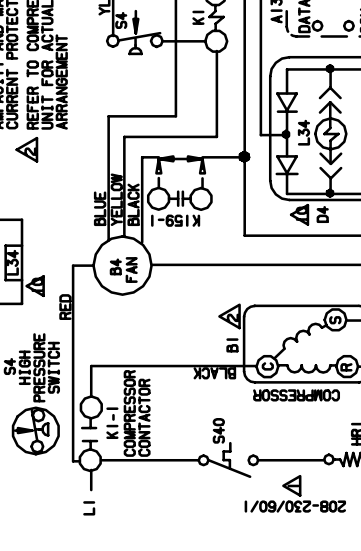 CURRENT PROTECT
REFER TO COMPRE
UNIT FOR ACTUAL
ARRANGEMENT
YL
S4
K1
A13
DATA
L34
D4
BLUE
YELLOW
BLACK
K159-1
B4
FAN
L34
RED
S4
HIGH
PRESSURE
SWITCH
2
B1
BLACK
C
S
R
COMPRESSOR
K1-1
COMPRESSOR
CONTACTOR
S40
HR1
L1
208-230/60/1